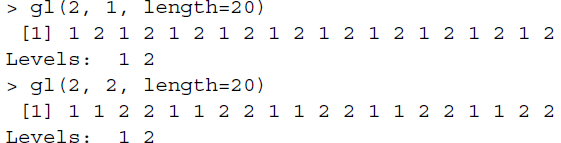 > gl(2, 1, length=20)
[1] 1 2 1 2 1 2 1 2 1 2 1 2 1 2 1 2 1 2 1 2
Levels: 1 2
> gl(2, 2, length=20)
[1] 1 1 2 2 1 1 2 2 1 1 2 2 1 1 2 2 1 1 2 2
Levels: 1 2